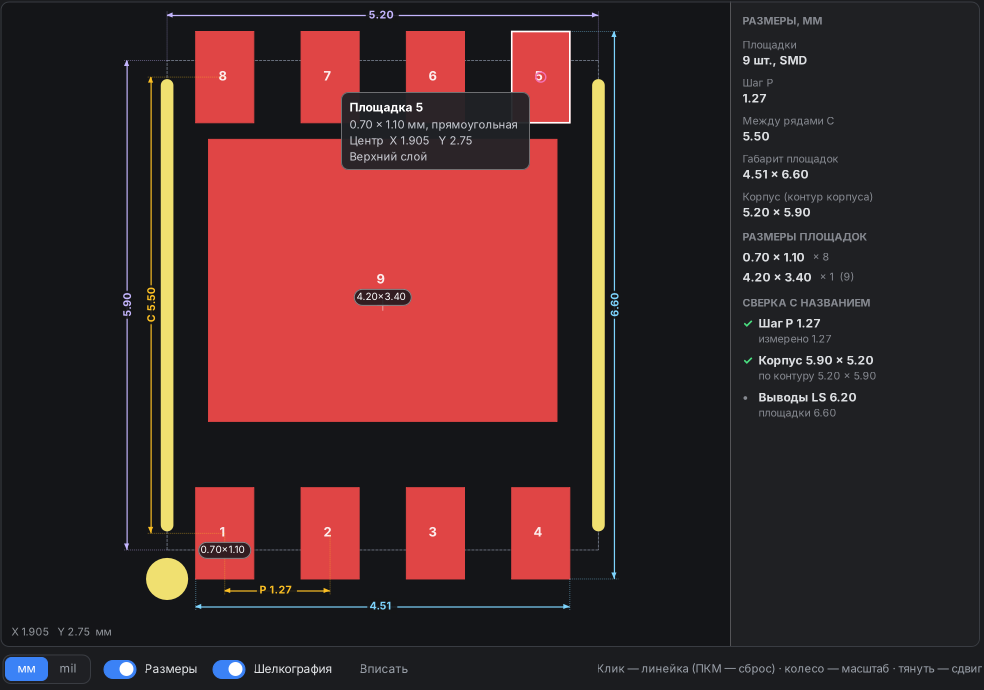 5.20
8
7
6
5
Площадка 5
0.70 × 1.10 мм, прямоугольная
Центр X 1.905 Y 2.75
Верхний слой
9
4.20×3.40
5.90
C 5.50
6.60
1
2
3
4
0.70×1.10
P 1.27
4.51
X 1.905 Y 2.75 мм
РАЗМЕРЫ, ММ
Площадки
9 шт., SMD
Шаг P
1.27
Между рядами C
5.50
Габарит площадок
4.51 × 6.60
Корпус (контур корпуса)
5.20 × 5.90
РАЗМЕРЫ ПЛОЩАДОК
0.70 × 1.10 × 8
4.20 × 3.40 × 1 (9)
СВЕРКА С НАЗВАНИЕМ
Шаг P 1.27
измерено 1.27
Корпус 5.90 × 5.20
по контуру 5.20 × 5.90
Выводы LS 6.20
площадки 6.60
мм mil Размеры Шелкография Вписать Клик — линейка (ПКМ — сброс) · колесо — масштаб · тянуть — сдвиг